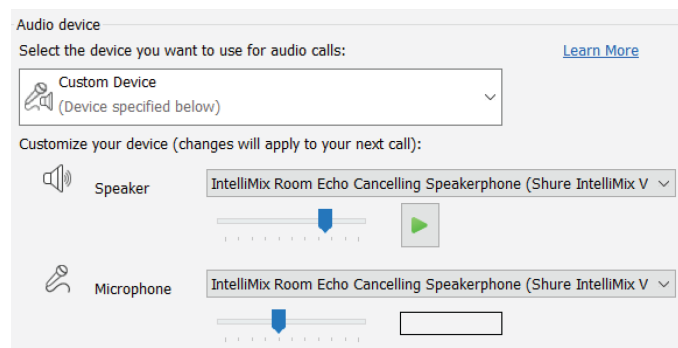 Audio device
Select the device you want to use for audio calls:
Learn More
Custom Device
(Device specified below)
Customize your device (changes will apply to your next call):
Speaker
IntelliMix Room Echo Cancelling Speakerphone (Shure IntelliMix V
Microphone
IntelliMix Room Echo Cancelling Speakerphone (Shure IntelliMix V